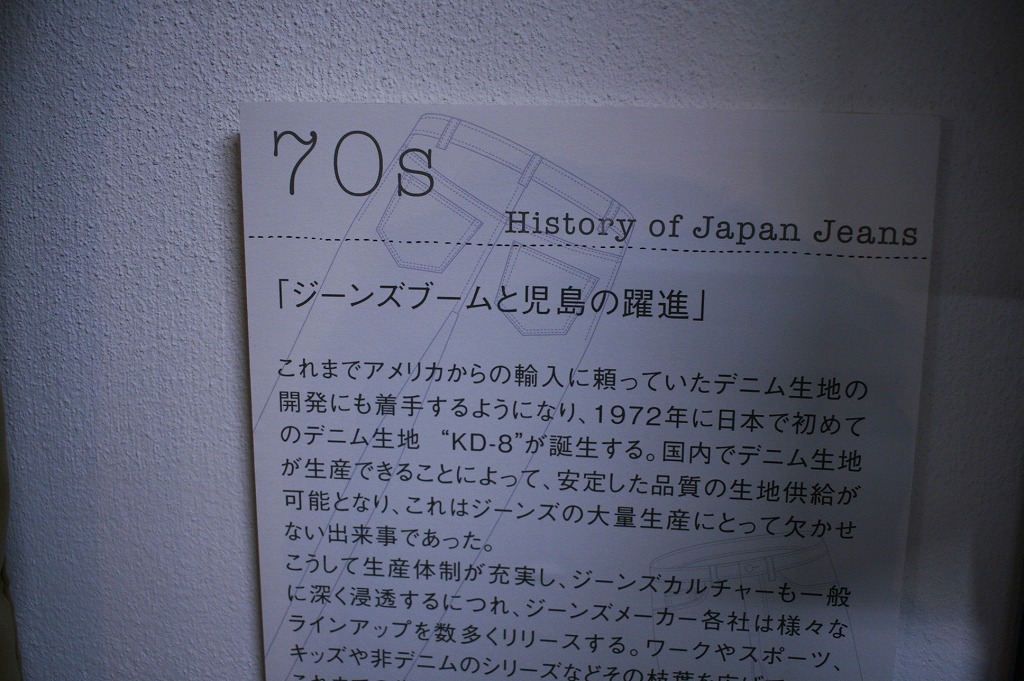 70s
History of Japan Jeans
「ジーンズブームと児島の躍進」
これまでアメリカからの輸入に頼っていたデニム生地の
開発にも着手するようになり、1972年に日本で初めて
のデニム生地 “KD-8”が誕生する。国内でデニム生地
が生産できることによって、安定した品質の生地供給が
可能となり、これはジーンズの大量生産にとって欠かせ
ない出来事であった。
こうして生産体制が充実し、ジーンズカルチャーも一般
に深く浸透するにつれ、ジーンズメーカー各社は様々な
ラインアップを数多くリリースする。ワークやスポーツ、
キッズや非デニムのシリーズなどその枝葉を広げ